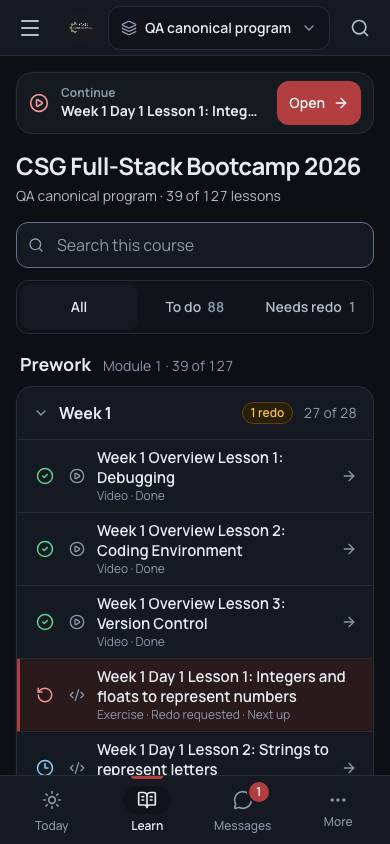 QA canonical program
Continue
Week 1 Day 1 Lesson 1: Integ...
Open
CSG Full-Stack Bootcamp 2026
QA canonical program · 39 of 127 lessons
Search this course
All
To do 88
Needs redo 1
Prework Module 1 · 39 of 127
Week 1
1 redo
27 of 28
Week 1 Overview Lesson 1:
Debugging
Video · Done
Week 1 Overview Lesson 2:
Coding Environment
Video · Done
Week 1 Overview Lesson 3:
Version Control
Video · Done
Week 1 Day 1 Lesson 1: Integers and
floats to represent numbers
Exercise · Redo requested · Next up
Week 1 Day 1 Lesson 2: Strings to
represent letters
1
Today
Learn
Messages
More